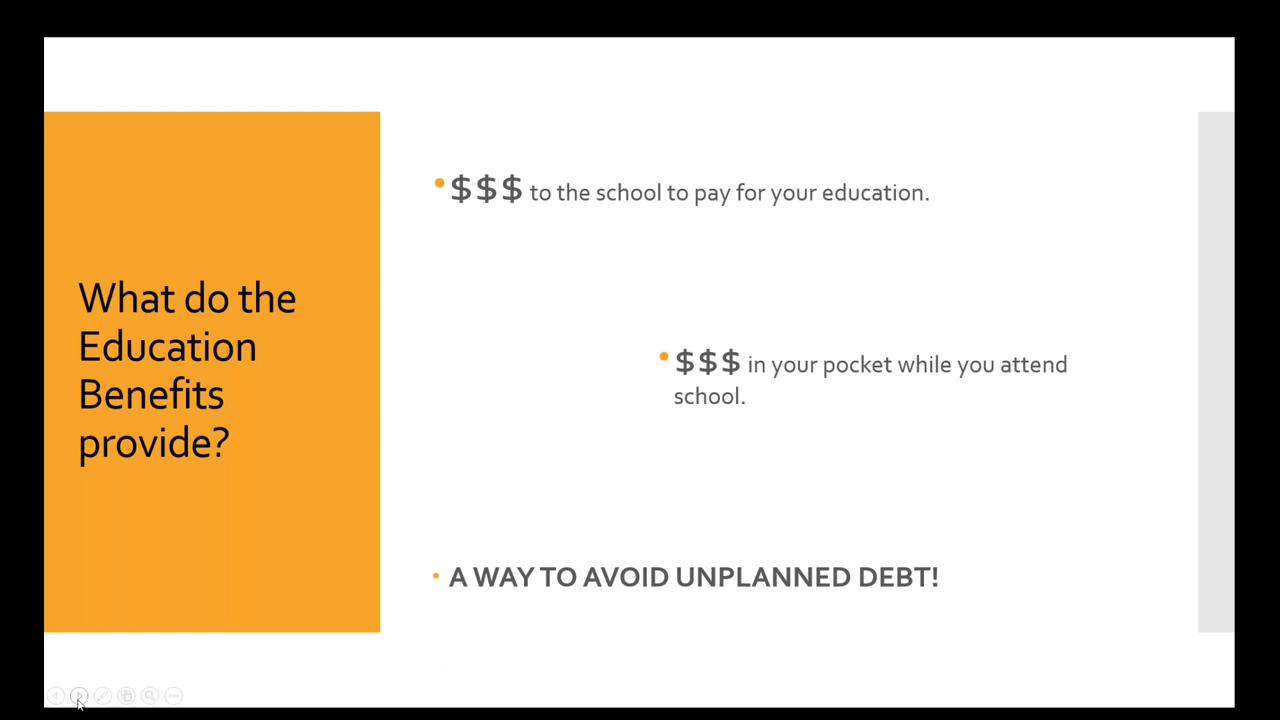 What do the
Education
Benefits
provide?
• $$$ to the school to pay for your education.
• $$$ in your pocket while you attend
school.
• A WAY TO AVOID UNPLANNED DEBT!